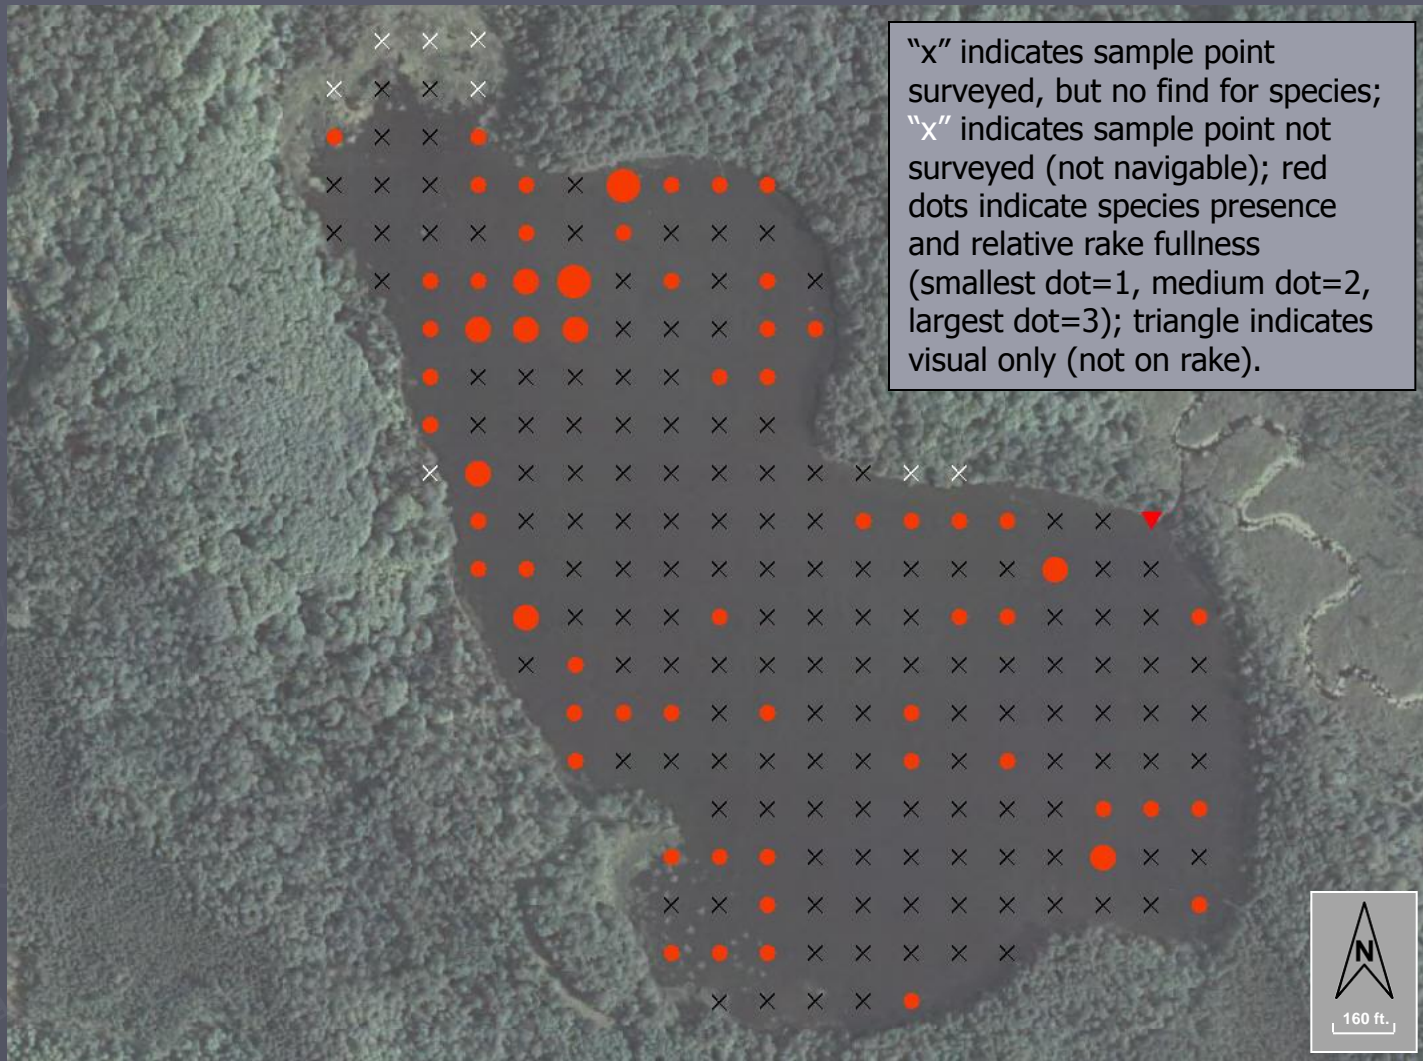 “x” indicates sample point
surveyed, but no find for species;
“x” indicates sample point not
surveyed (not navigable); red
dots indicate species presence
and relative rake fullness
(smallest dot=1, medium dot=2,
largest dot=3); triangle indicates
visual only (not on rake).
N
160 ft.